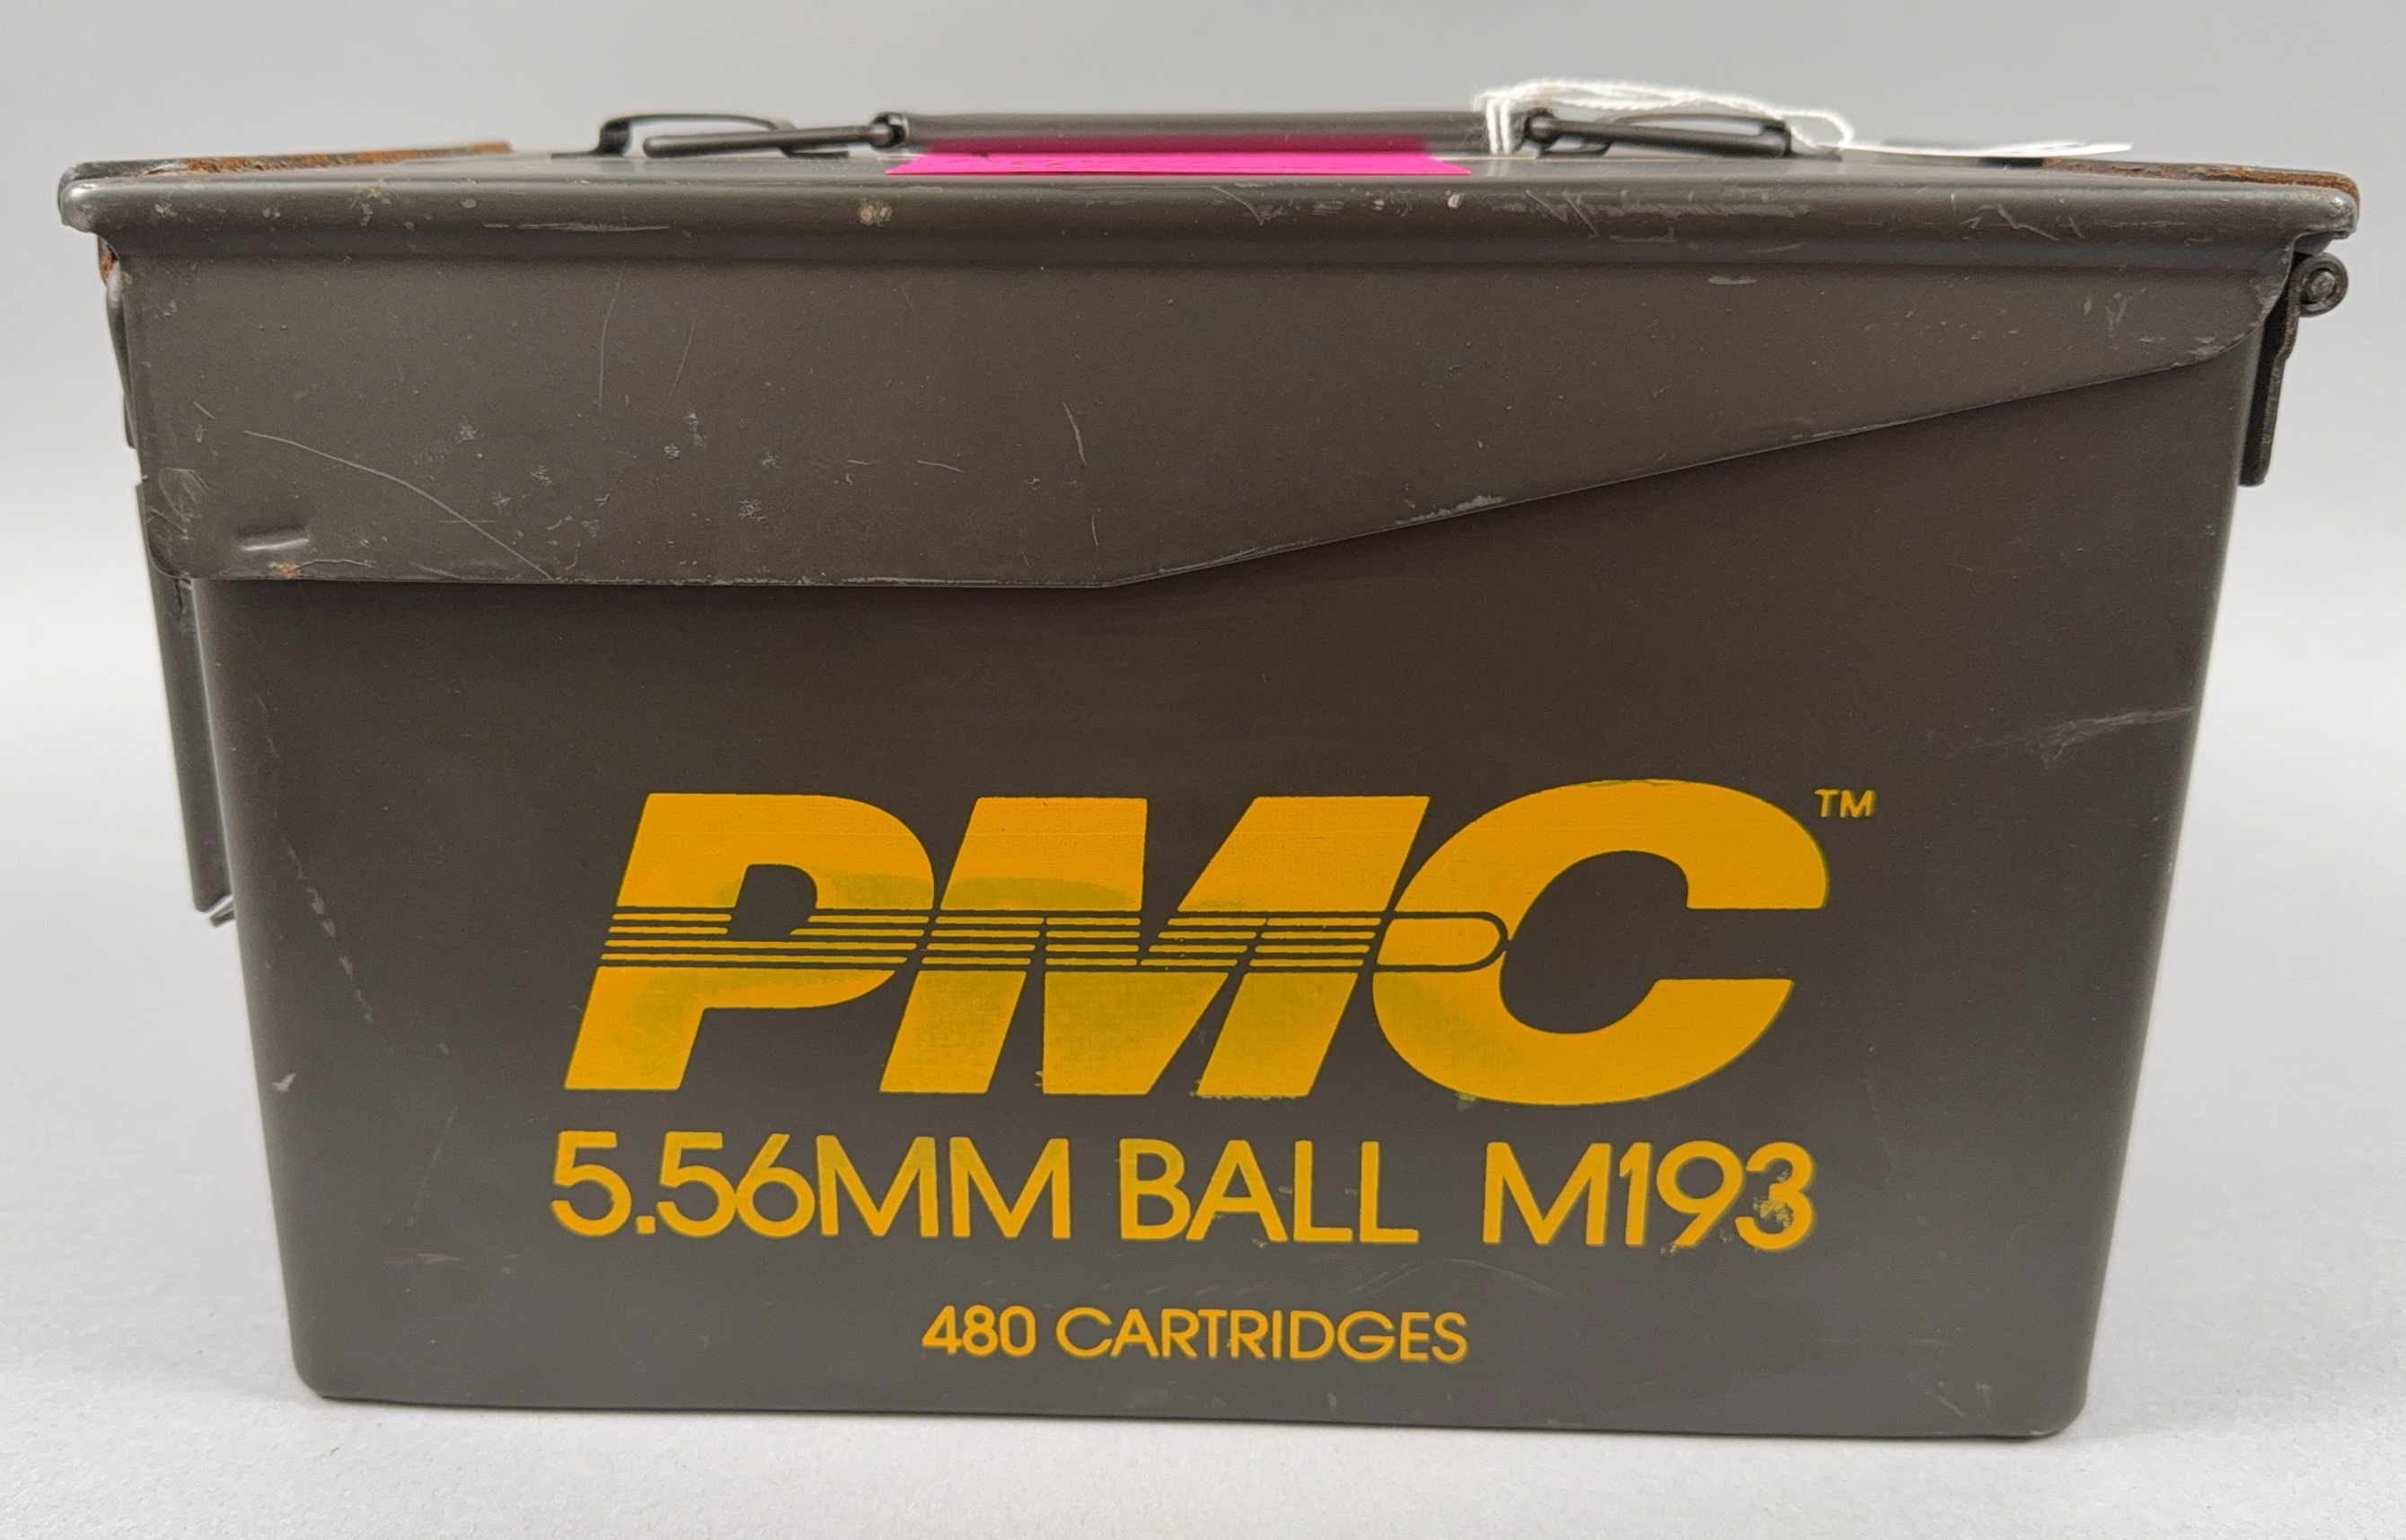 PMC™
5.56MM BALL M193
480 CARTRIDGES